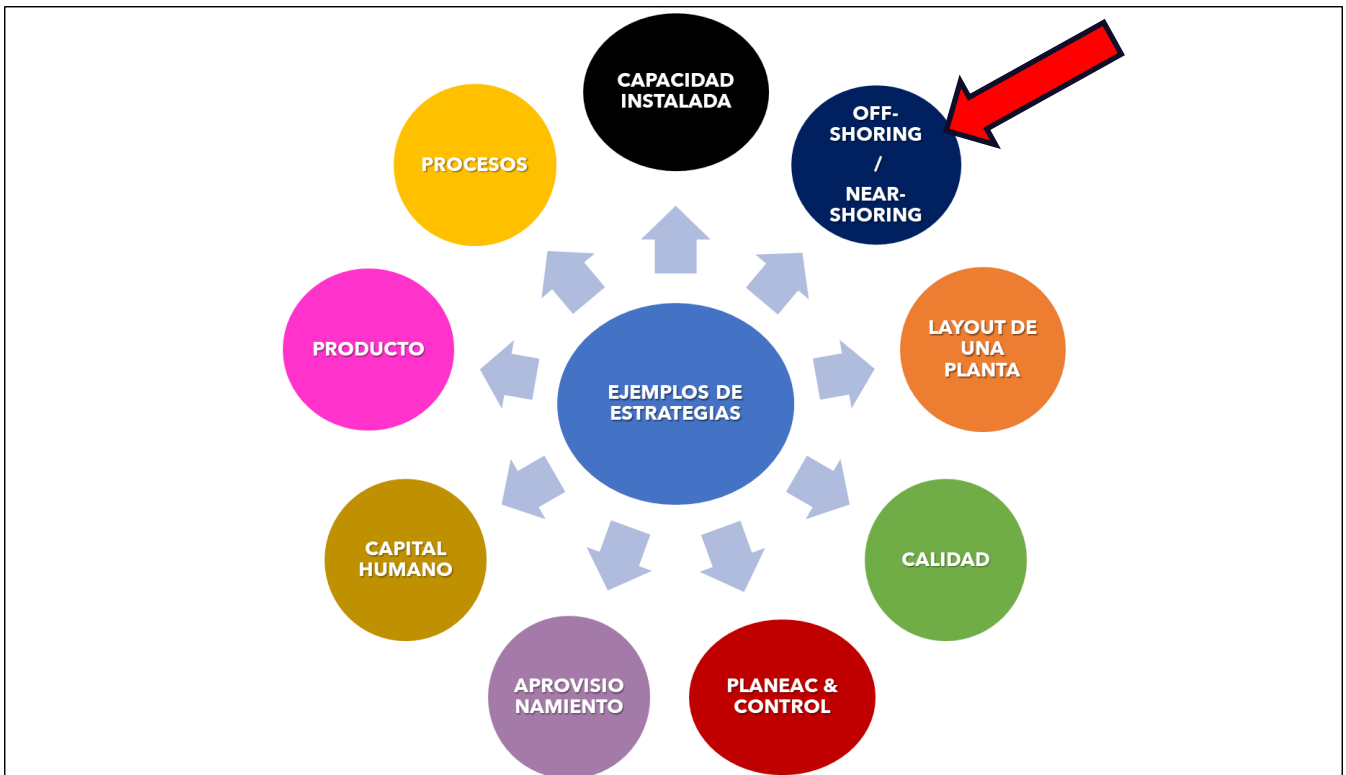 CAPACIDAD
INSTALADA
OFF-
SHORING
/
NEAR-
SHORING
LAYOUT DE
UNA
PLANTA
CALIDAD
PLANEAC &
CONTROL
APROVISIO
NAMIENTO
CAPITAL
HUMANO
PRODUCTO
PROCESOS
EJEMPLOS DE
ESTRATEGIAS